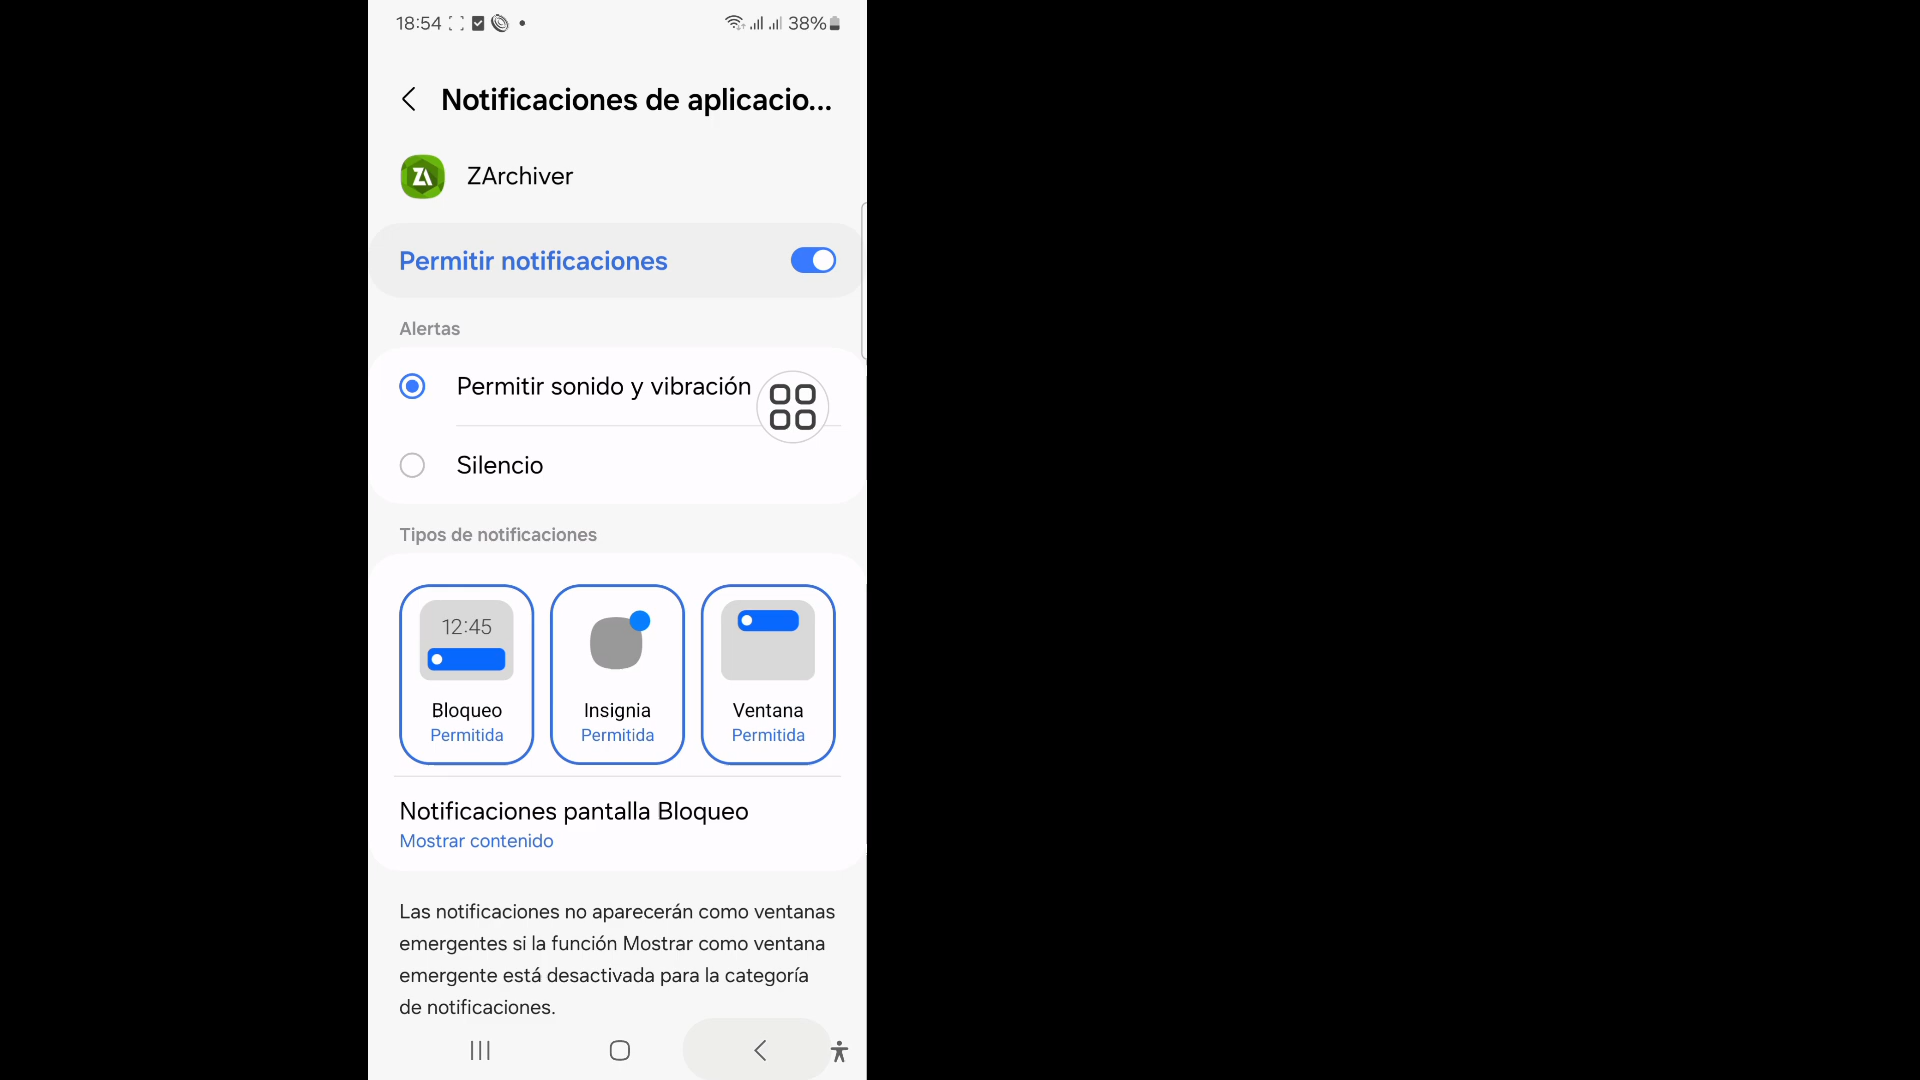 18:54
38%
Notificaciones de aplicacio...
ZA
ZArchiver
Permitir notificaciones
Alertas
Permitir sonido y vibración
Silencio
Tipos de notificaciones
12:45
Bloqueo
Permitida
Insignia
Permitida
Ventana
Permitida
Notificaciones pantalla Bloqueo
Mostrar contenido
Las notificaciones no aparecerán como ventanas
emergentes si la función Mostrar como ventana
emergente está desactivada para la categoría
de notificaciones.